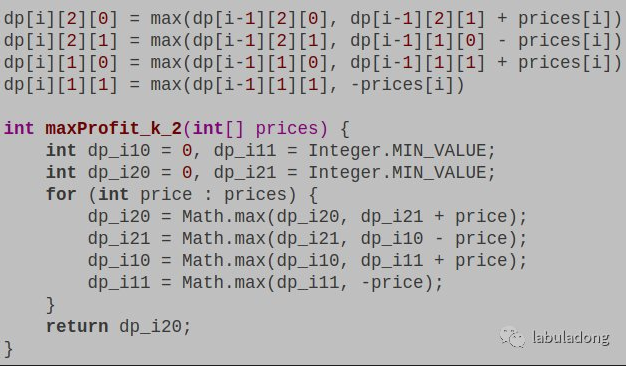 dp[i][2][0] = max(dp[i-1][2][0], dp[i-1][2][1] + prices[i])
dp[i][2][1] = max(dp[i-1][2][1], dp[i-1][1][0] - prices[i])
dp[i][1][0] = max(dp[i-1][1][0], dp[i-1][1][1] + prices[i])
dp[i][1][1] = max(dp[i-1][1][1], -prices[i])

int maxProfit_k_2(int[] prices) {
    int dp_i10 = 0, dp_i11 = Integer.MIN_VALUE;
    int dp_i20 = 0, dp_i21 = Integer.MIN_VALUE;
    for (int price : prices) {
        dp_i20 = Math.max(dp_i20, dp_i21 + price);
        dp_i21 = Math.max(dp_i21, dp_i10 - price);
        dp_i10 = Math.max(dp_i10, dp_i11 + price);
        dp_i11 = Math.max(dp_i11, -price);
    }
    return dp_i20;
}
labuladong